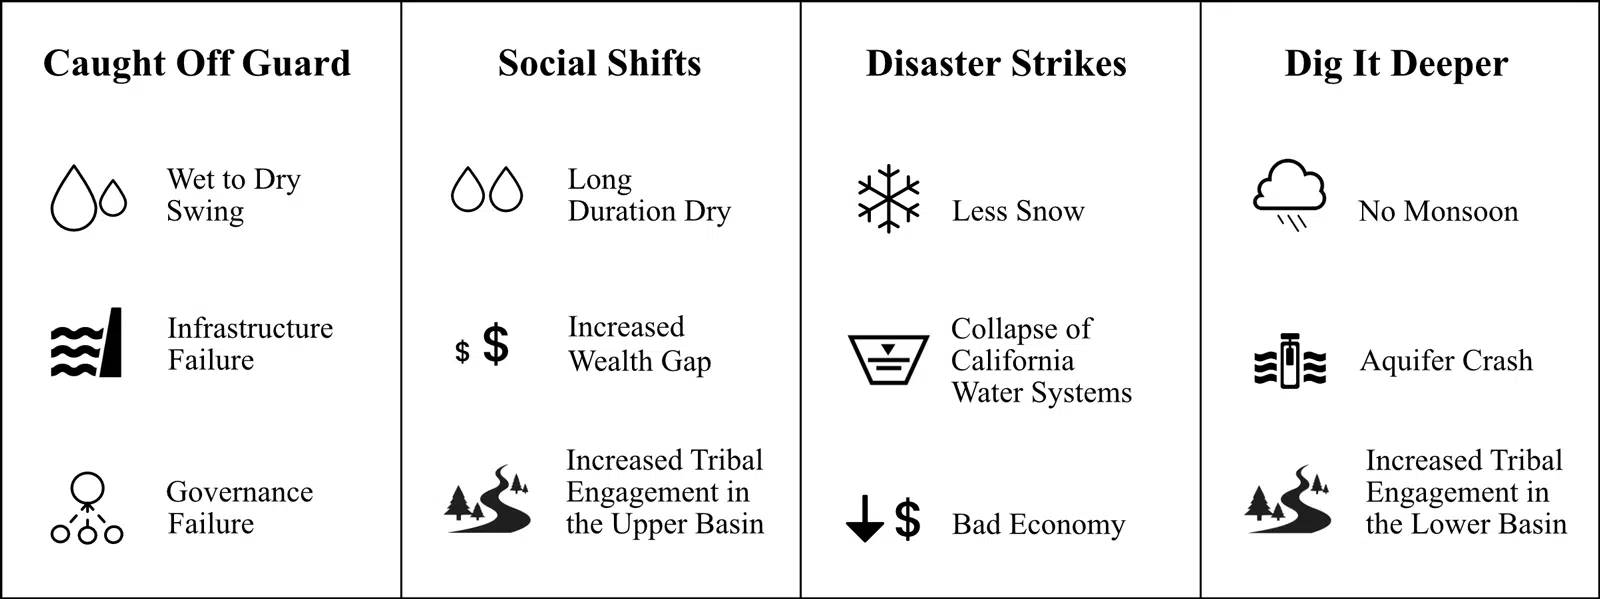 Caught Off Guard
Wet to Dry
Swing
Infrastructure
Failure
Governance
Failure
Social Shifts
Long
Duration Dry
$ $
Increased
Wealth Gap
Increased Tribal
Engagement in
the Upper Basin
Disaster Strikes
Less Snow
Collapse of
California
Water Systems
$
Bad Economy
Dig It Deeper
No Monsoon
Aquifer Crash
Increased Tribal
Engagement in
the Lower Basin